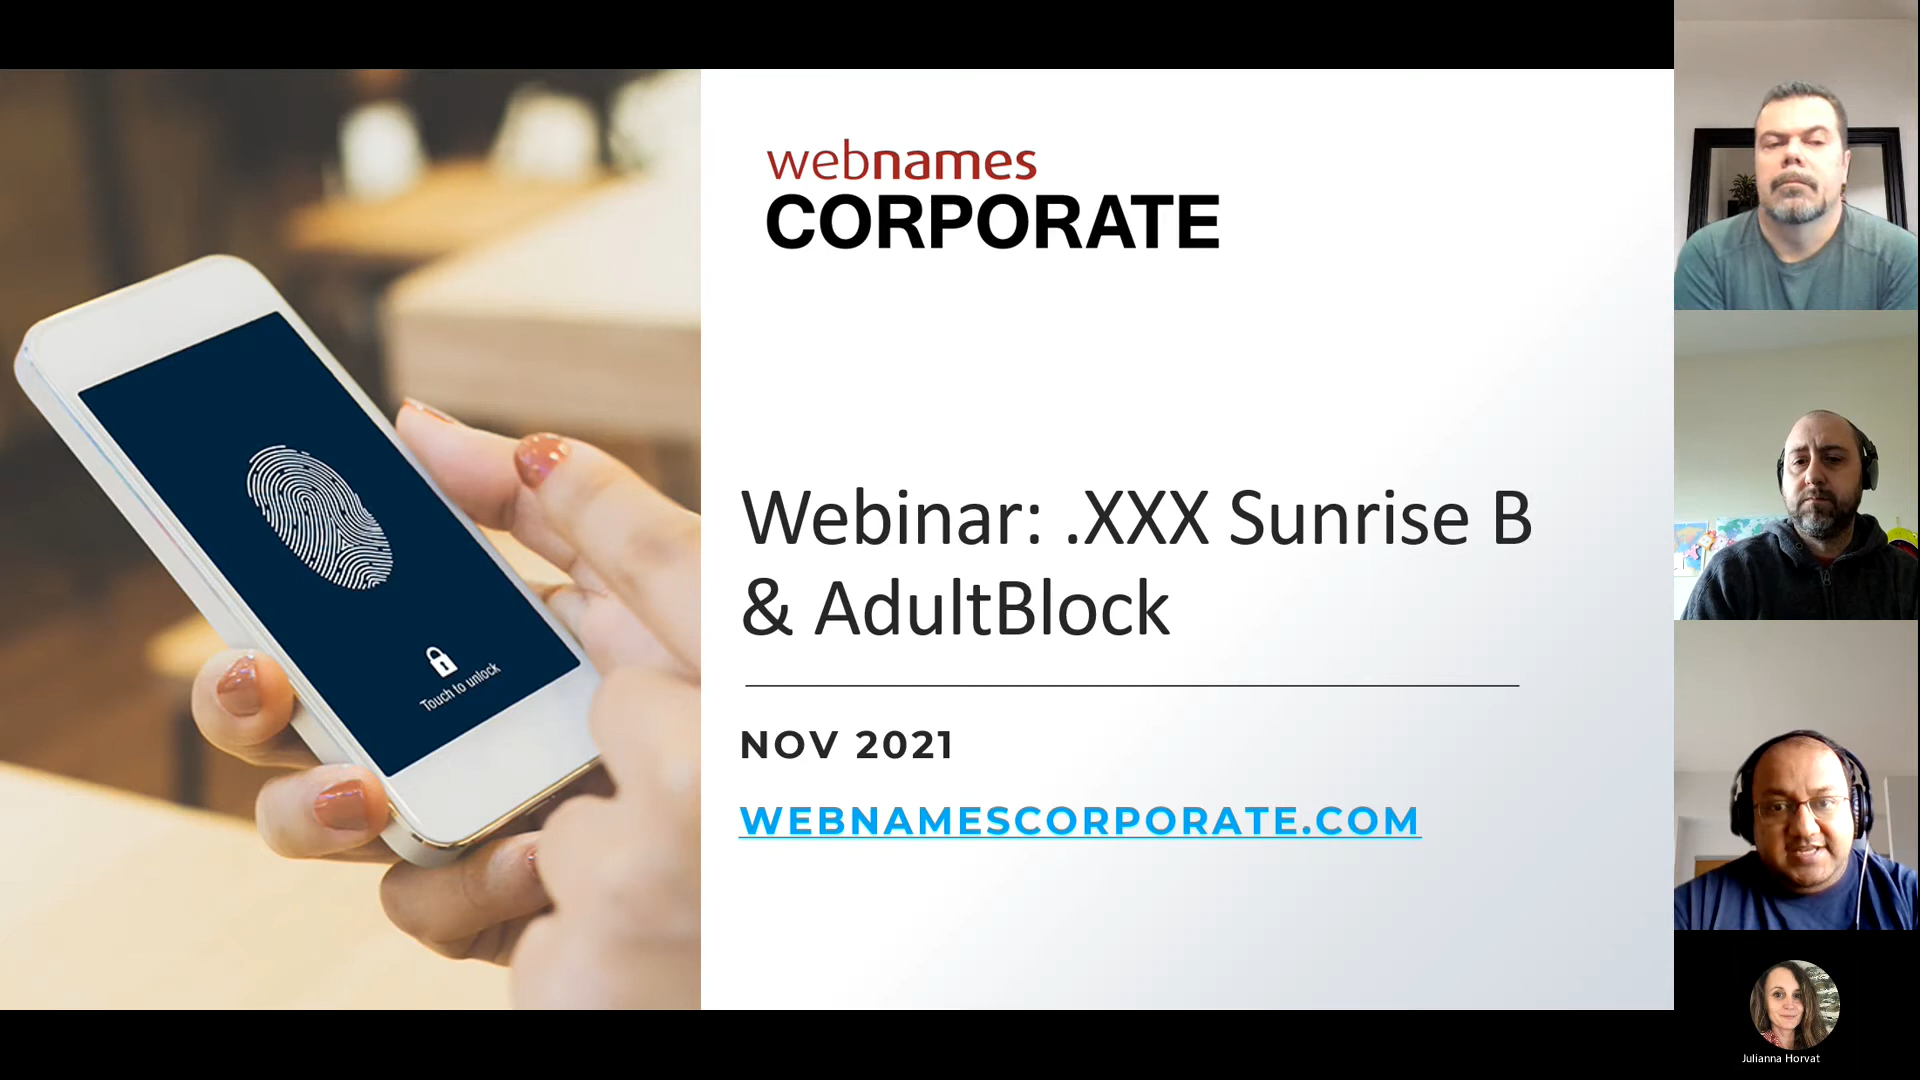 webnames
CORPORATE
Webinar: .XXX Sunrise B
& AdultBlock
NOV 2021
WEBNAMESCORPORATE.COM
Touch to unlock
Julianna Horvat